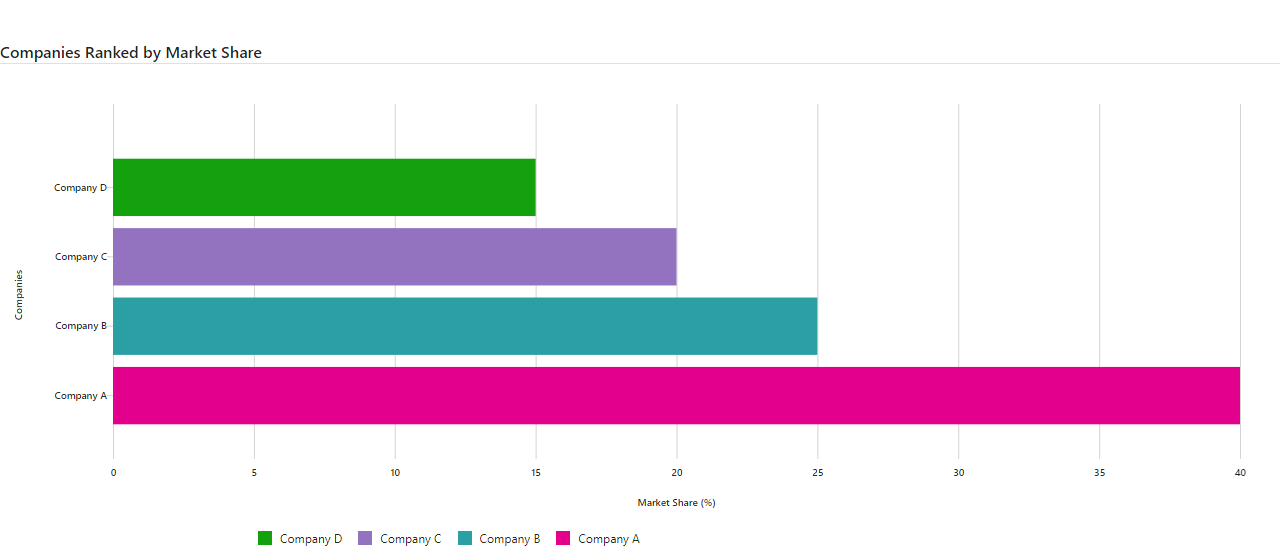 Companies Ranked by Market Share
Company D
Company C
Company B
Company A
Companies
0 5 10 15 20 25 30 35 40
Market Share (%)
Company D Company C Company B Company A